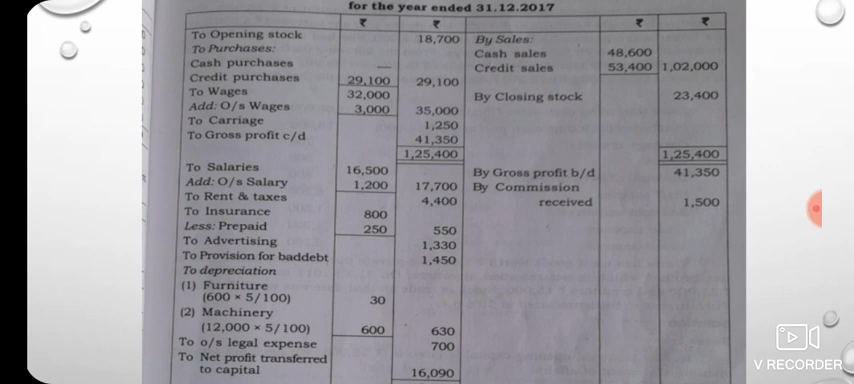 for the year ended 31.12.2017
₹ ₹ ₹ ₹
To Opening stock 18,700 By Sales:
To Purchases: Cash sales 48,600
Cash purchases — Credit sales 53,400 1,02,000
Credit purchases 29,100 29,100
To Wages 32,000 By Closing stock 23,400
Add: O/s Wages 3,000 35,000
To Carriage 1,250
To Gross profit c/d 41,350
1,25,400 1,25,400
To Salaries 16,500 By Gross profit b/d 41,350
Add: O/s Salary 1,200 17,700 By Commission
To Rent & taxes 4,400 received 1,500
To Insurance 800
Less: Prepaid 250 550
To Advertising 1,330
To Provision for baddebt 1,450
To depreciation
(1) Furniture
(600 × 5/100) 30
(2) Machinery
(12,000 × 5/100) 600 630
To o/s legal expense 700
To Net profit transferred
to capital 16,090
V RECORDER